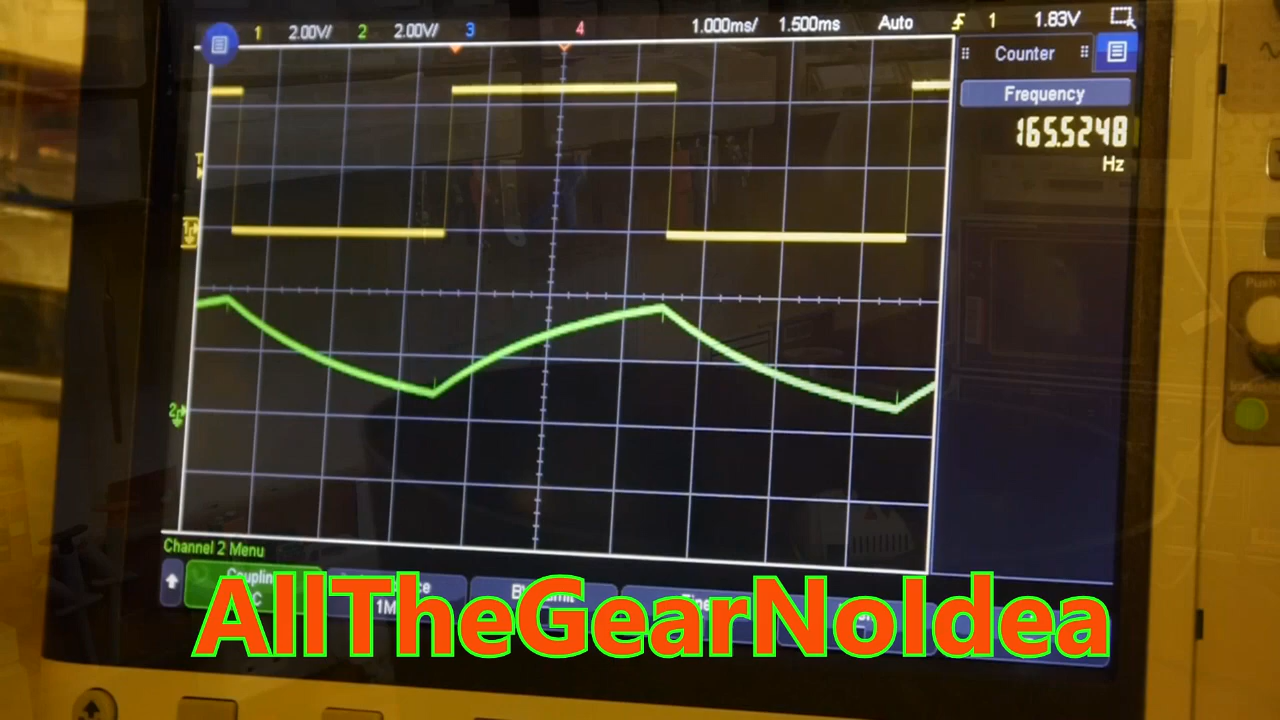 1 2.00V/ 2 2.00V/ 3 4 1.000ms/ 1.500ms Auto 1 1.83V
Counter
Frequency
165.5248
Hz
Channel 2 Menu
AllTheGearNoIdea